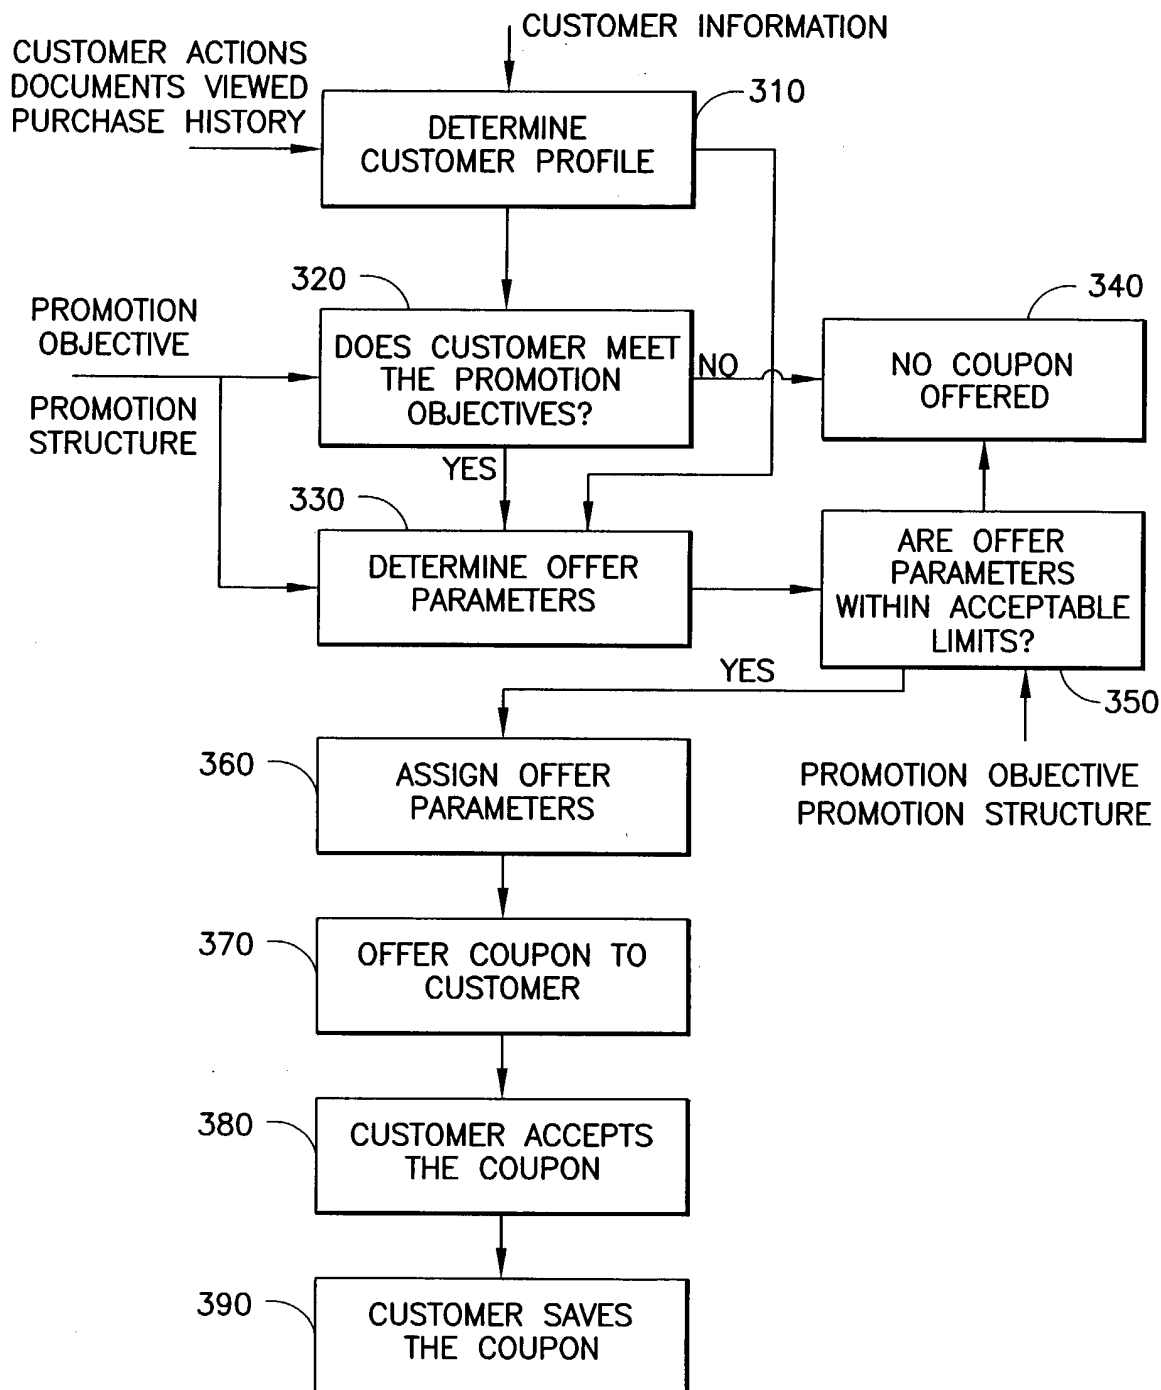 CUSTOMER INFORMATION
CUSTOMER ACTIONS
DOCUMENTS VIEWED
PURCHASE HISTORY
310
DETERMINE
CUSTOMER PROFILE
320
PROMOTION
OBJECTIVE
PROMOTION
STRUCTURE
DOES CUSTOMER MEET
THE PROMOTION
OBJECTIVES?
NO
340
NO COUPON
OFFERED
YES
330
DETERMINE OFFER
PARAMETERS
ARE OFFER
PARAMETERS
WITHIN ACCEPTABLE
LIMITS?
YES
350
PROMOTION OBJECTIVE
PROMOTION STRUCTURE
360
ASSIGN OFFER
PARAMETERS
370
OFFER COUPON TO
CUSTOMER
380
CUSTOMER ACCEPTS
THE COUPON
390
CUSTOMER SAVES
THE COUPON